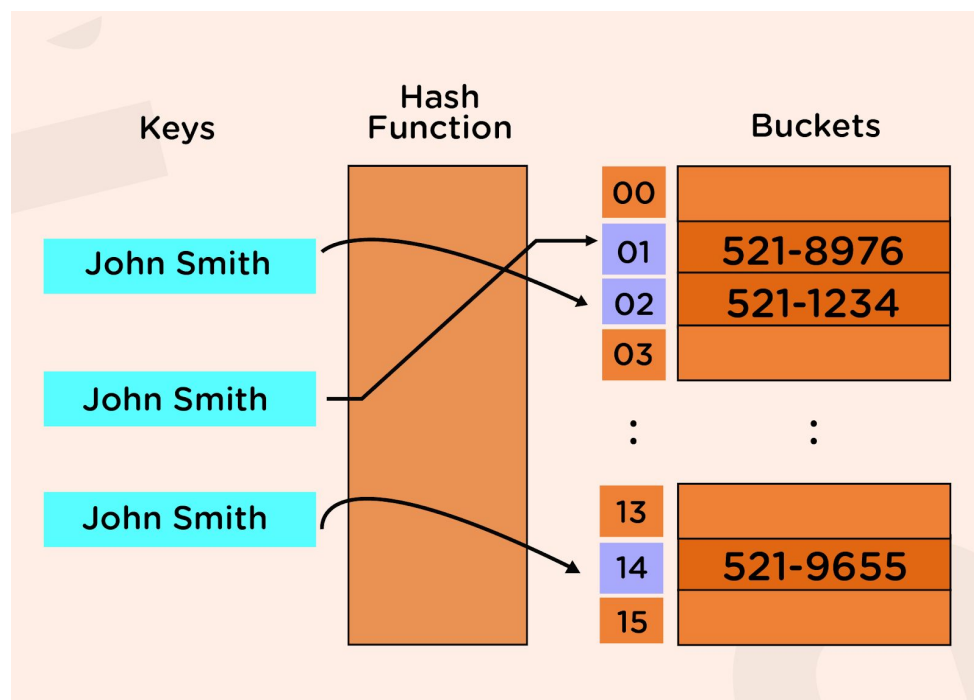 Keys
Hash
Function
Buckets
John Smith
John Smith
John Smith
00
01
02
03
:
13
14
15
521-8976
521-1234
:
521-9655